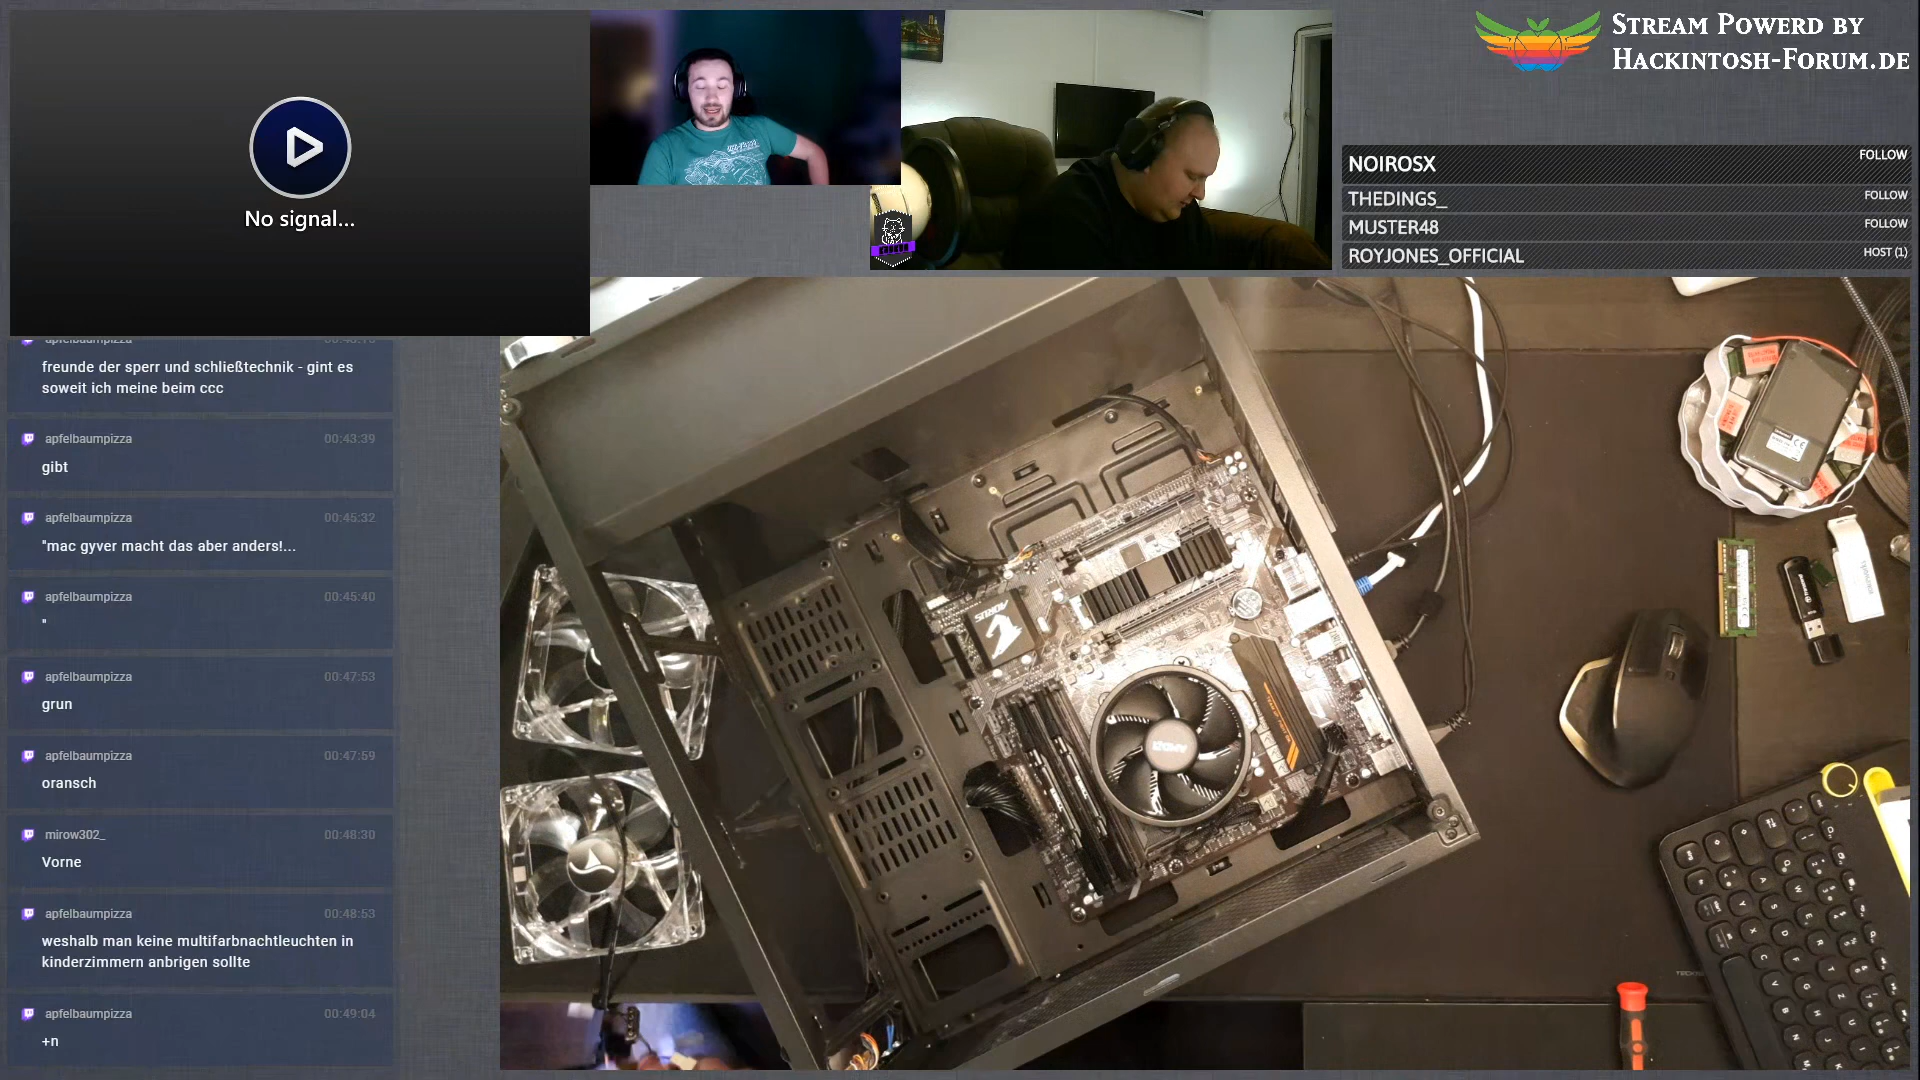 No signal...
STREAM POWERD BY
HACKINTOSH-FORUM.DE
NOIROSX FOLLOW
THEDINGS_ FOLLOW
MUSTER48 FOLLOW
ROYJONES_OFFICIAL HOST (1)
apfelbaumpizza
freunde der sperr und schließtechnik - gint es
soweit ich meine beim ccc
apfelbaumpizza 00:43:39
gibt
apfelbaumpizza 00:45:32
"mac gyver macht das aber anders!...
apfelbaumpizza 00:45:40
"
apfelbaumpizza 00:47:53
grun
apfelbaumpizza 00:47:59
oransch
mirow302_ 00:48:30
Vorne
apfelbaumpizza 00:48:53
weshalb man keine multifarbnachtleuchten in
kinderzimmern anbrigen sollte
apfelbaumpizza 00:49:04
+n
AORUS
AMD